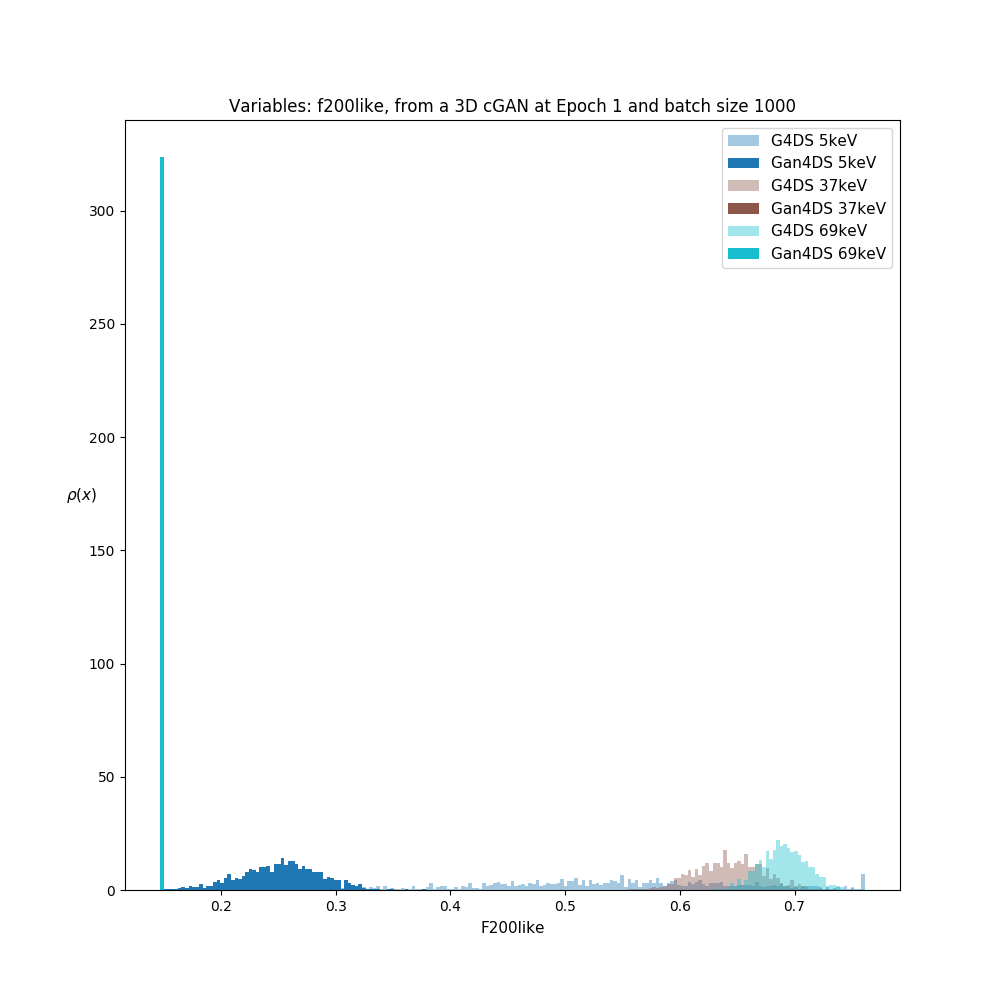 Variables: f200like, from a 3D cGAN at Epoch 1 and batch size 1000
G4DS 5keV
Gan4DS 5keV
G4DS 37keV
Gan4DS 37keV
G4DS 69keV
Gan4DS 69keV
300
250
200
ρ(x)
150
100
50
0
0.2 0.3 0.4 0.5 0.6 0.7
F200like